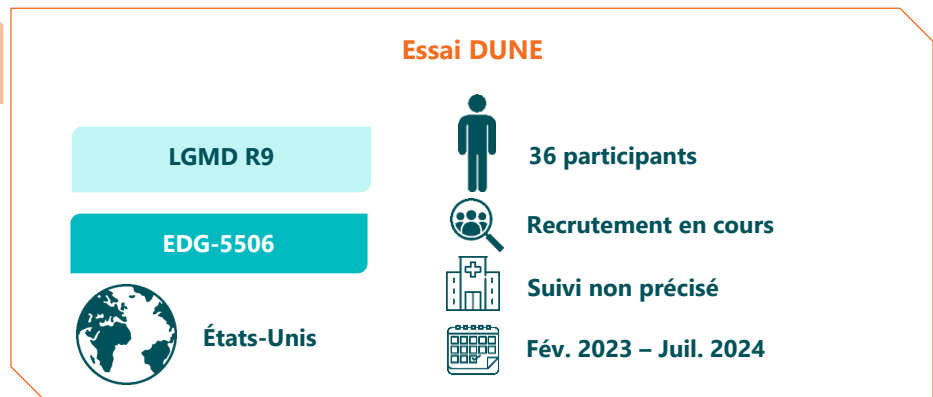 Essai DUNE
LGMD R9
EDG-5506
États-Unis
36 participants
Recrutement en cours
Suivi non précisé
Fév. 2023 – Juil. 2024